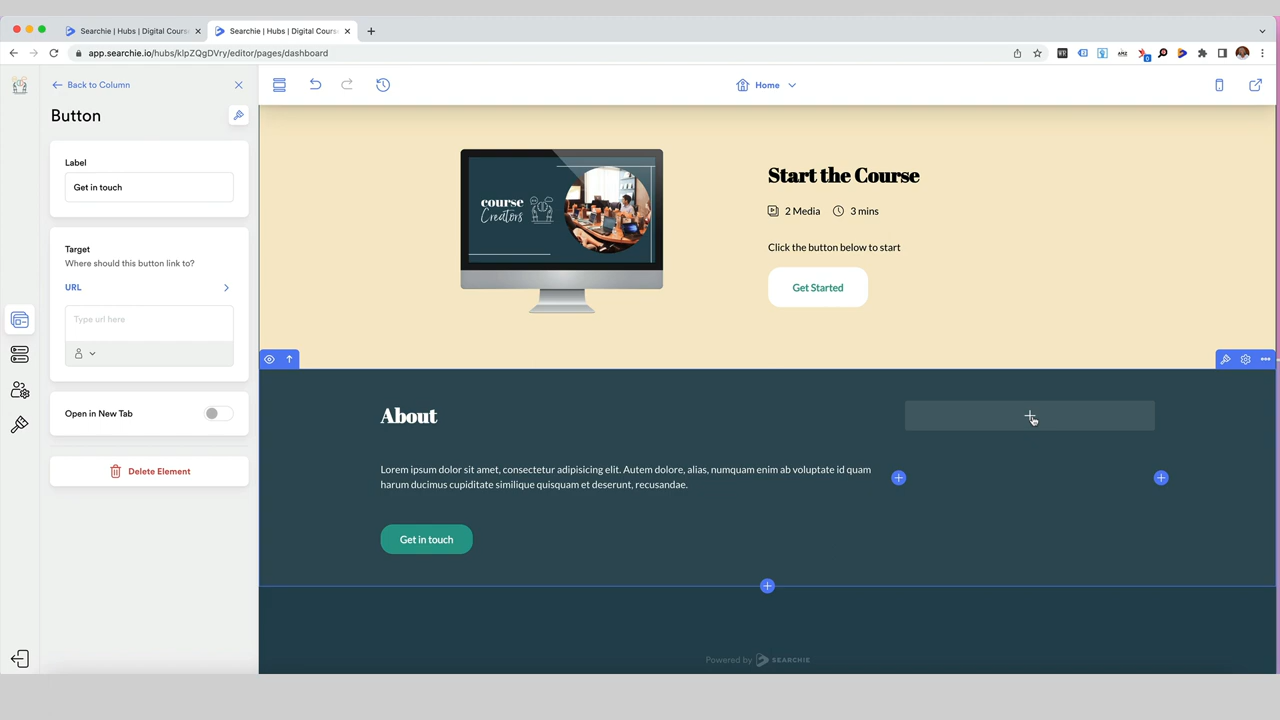 Searchie | Hubs | Digital Cours
Searchie | Hubs | Digital Cours
app.searchie.io/hubs/klpZQgDVry/editor/pages/dashboard
Back to Column
Home
Button
Label
Get in touch
Target
Where should this button link to?
URL
Type url here
Open in New Tab
Delete Element
course
Creators
Start the Course
2 Media
3 mins
Click the button below to start
Get Started
About
Lorem ipsum dolor sit amet, consectetur adipisicing elit. Autem dolore, alias, numquam enim ab voluptate id quam
harum ducimus cupiditate similique quisquam et deserunt, recusandae.
Get in touch
Powered by SEARCHIE